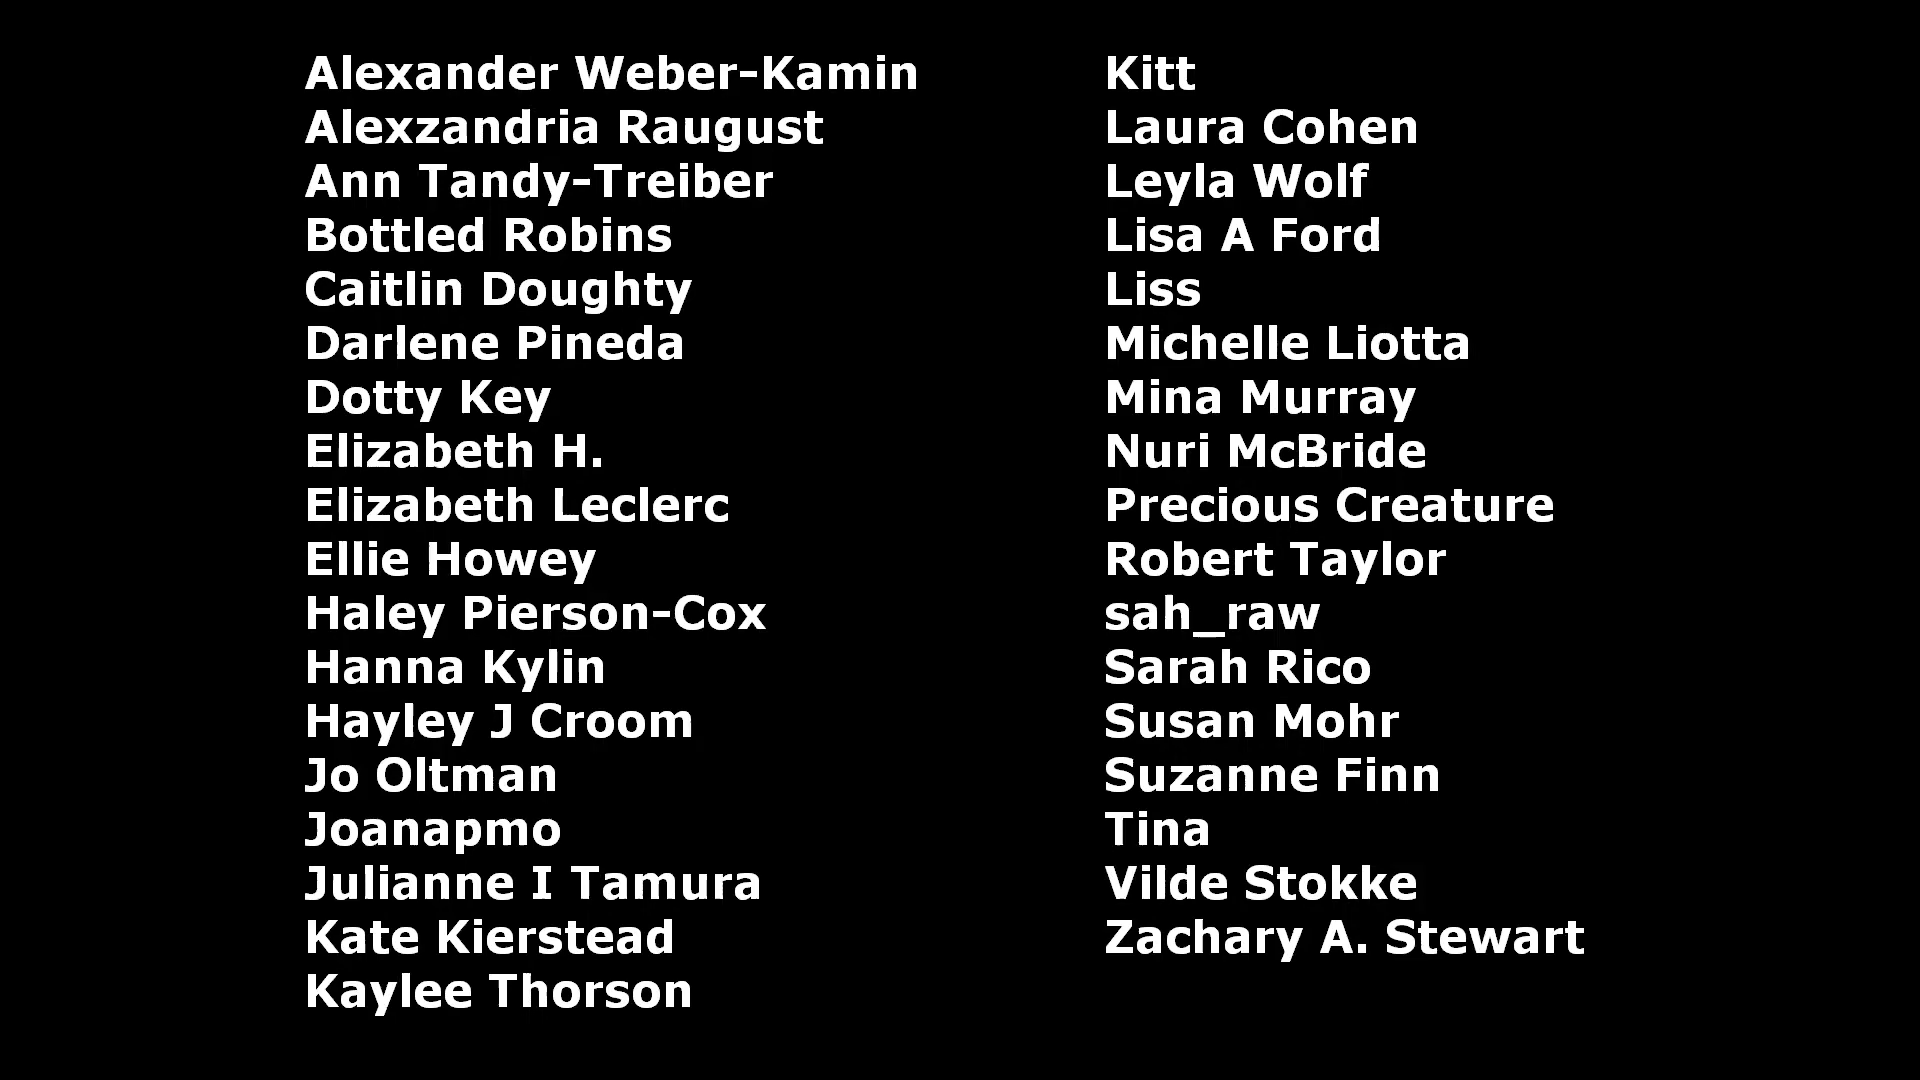 Alexander Weber-Kamin
Alexzandria Raugust
Ann Tandy-Treiber
Bottled Robins
Caitlin Doughty
Darlene Pineda
Dotty Key
Elizabeth H.
Elizabeth Leclerc
Ellie Howey
Haley Pierson-Cox
Hanna Kylin
Hayley J Croom
Jo Oltman
Joanapmo
Julianne I Tamura
Kate Kierstead
Kaylee Thorson
Kitt
Laura Cohen
Leyla Wolf
Lisa A Ford
Liss
Michelle Liotta
Mina Murray
Nuri McBride
Precious Creature
Robert Taylor
sah_raw
Sarah Rico
Susan Mohr
Suzanne Finn
Tina
Vilde Stokke
Zachary A. Stewart